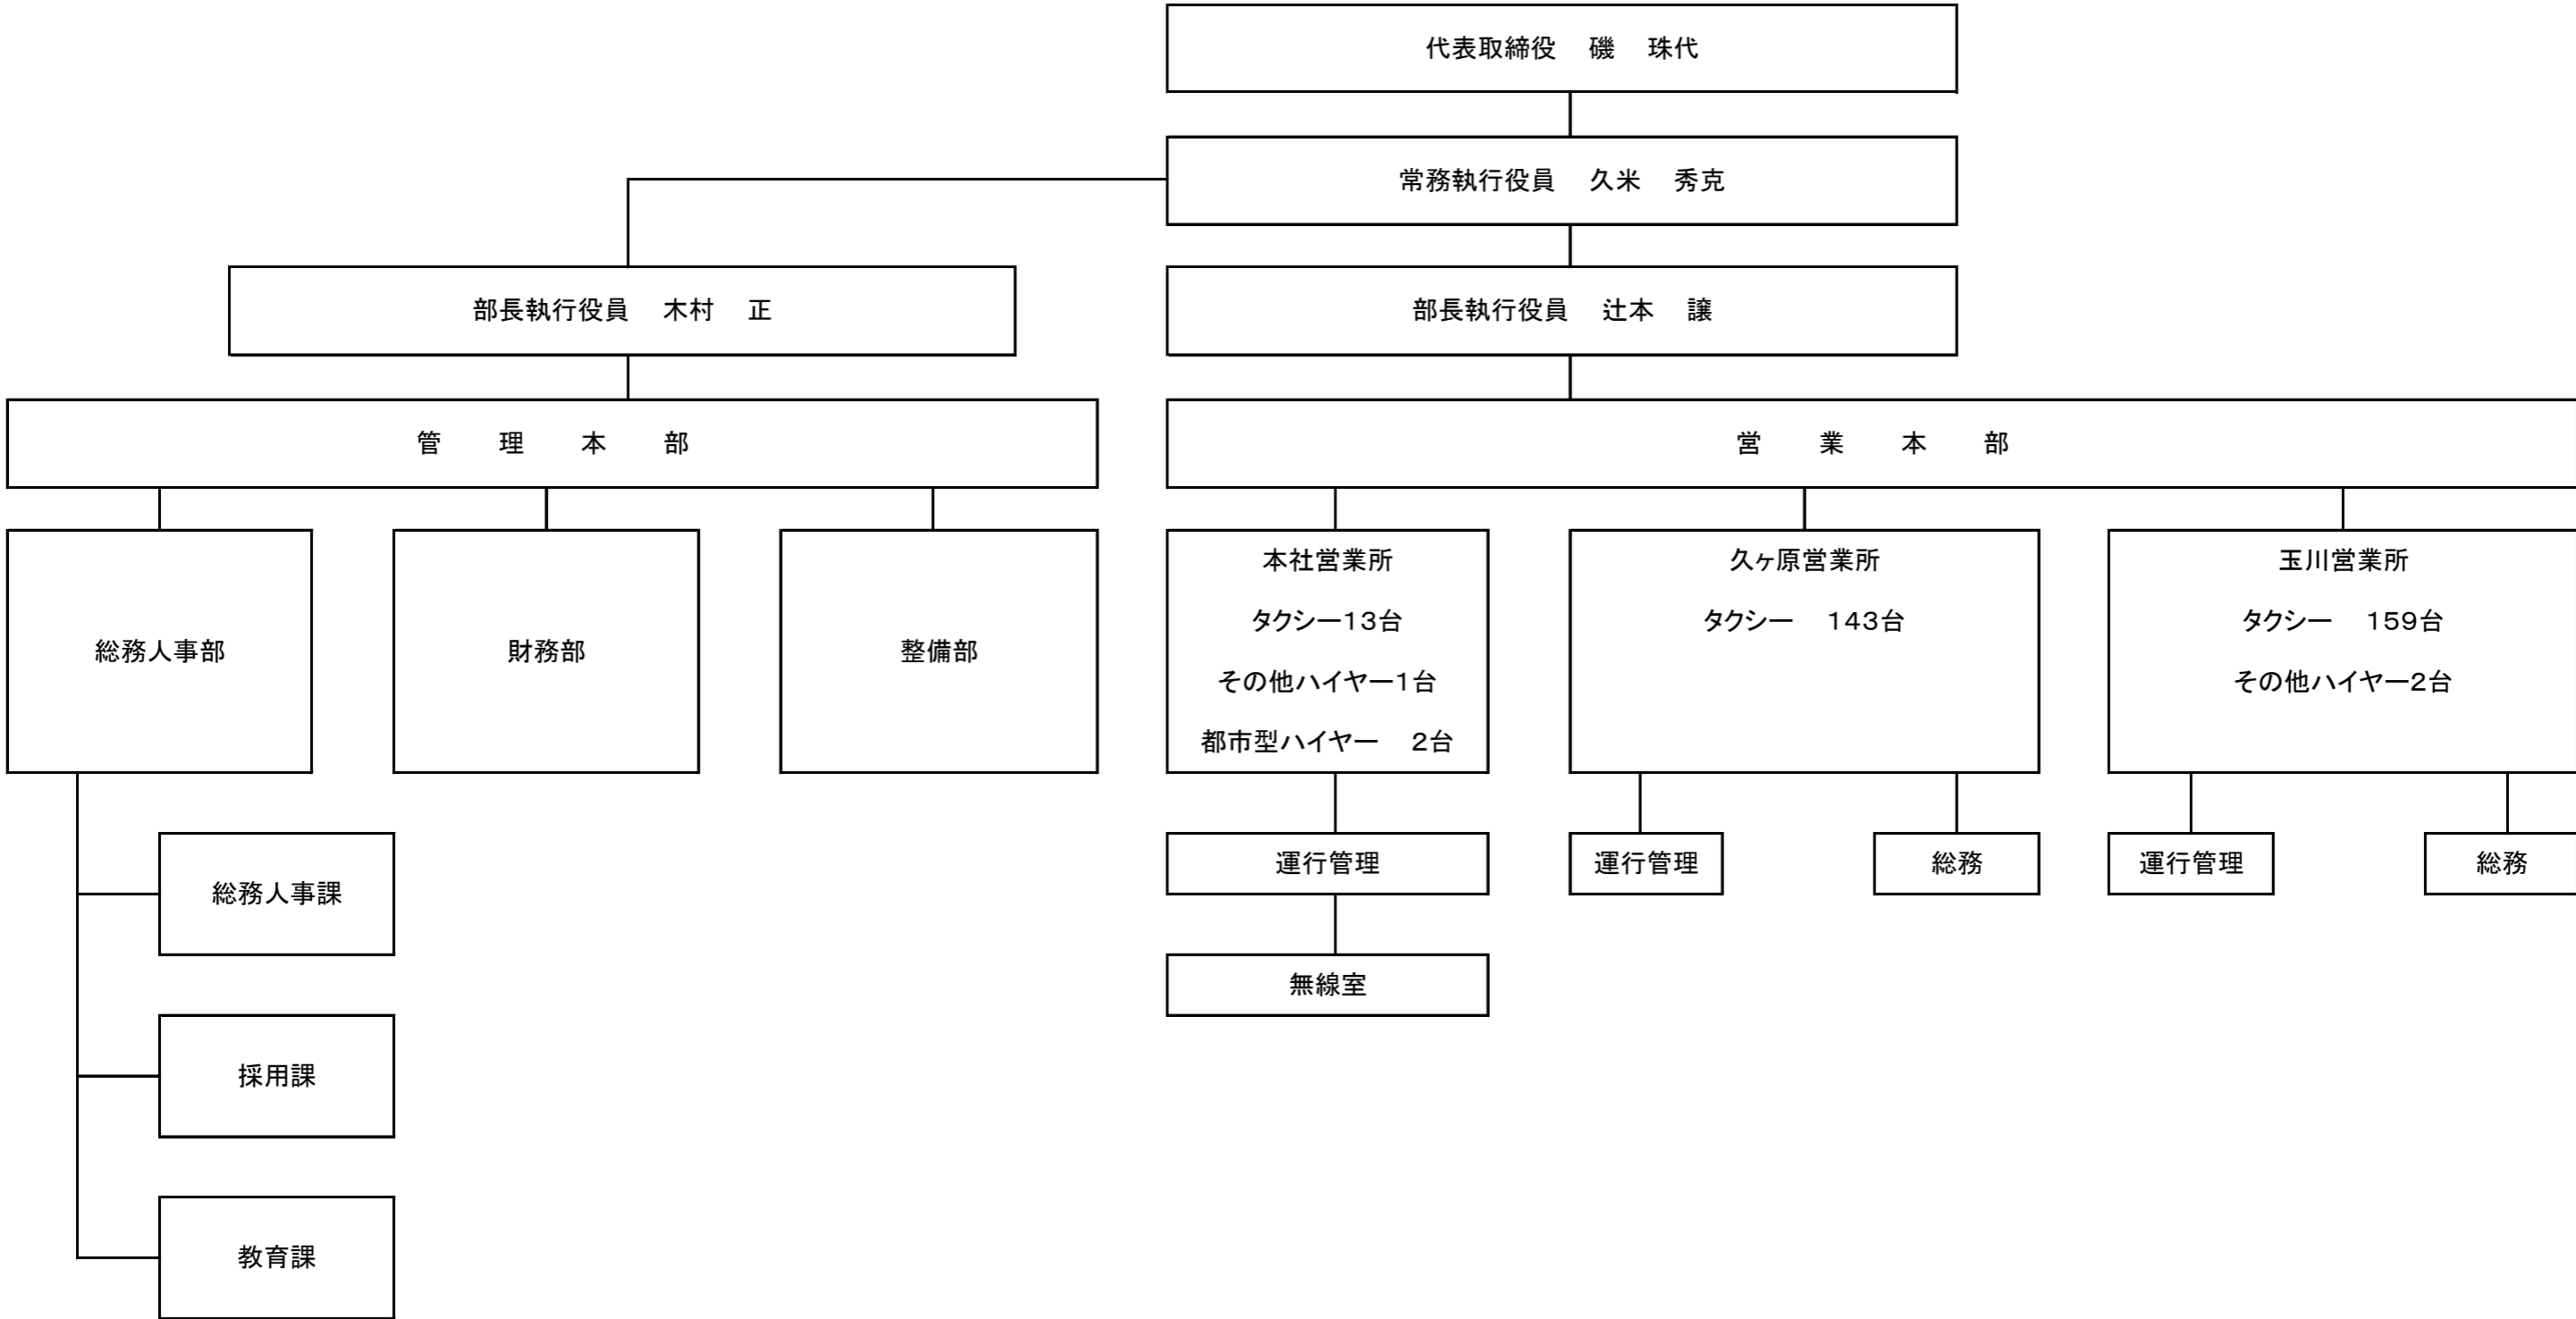 代表取締役 磯 珠代
常務執行役員 久米 秀克
部長執行役員 木村 正
部長執行役員 辻本 譲
管 理 本 部
営 業 本 部
総務人事部
財務部
整備部
本社営業所
タクシー13台
その他ハイヤー1台
都市型ハイヤー 2台
久ヶ原営業所
タクシー 143台
玉川営業所
タクシー 159台
その他ハイヤー2台
運行管理
運行管理
総務
運行管理
総務
総務人事課
無線室
採用課
教育課